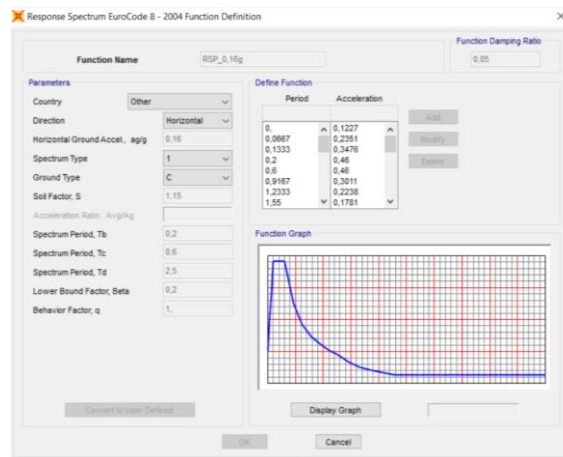 Response Spectrum EuroCode 8 - 2004 Function Definition
Function Damping Ratio
Function Name RSP_0,16g 0,05
Parameters
Country Other
Direction Horizontal
Horizontal Ground Accel., ag/g 0,16
Spectrum Type 1
Ground Type C
Soil Factor, S 1,15
Acceleration Ratio, Avg/Ag
Spectrum Period, Tb 0,2
Spectrum Period, Tc 0,6
Spectrum Period, Td 2,5
Lower Bound Factor, Beta 0,2
Behavior Factor, q 1,
Convert to User Defined
Define Function
Period Acceleration
0, 0,1227
0,0667 0,2351
0,1333 0,3476
0,2 0,46
0,6 0,46
0,9167 0,3011
1,2333 0,2238
1,55 0,1781
Add
Modify
Delete
Function Graph
Display Graph
OK Cancel